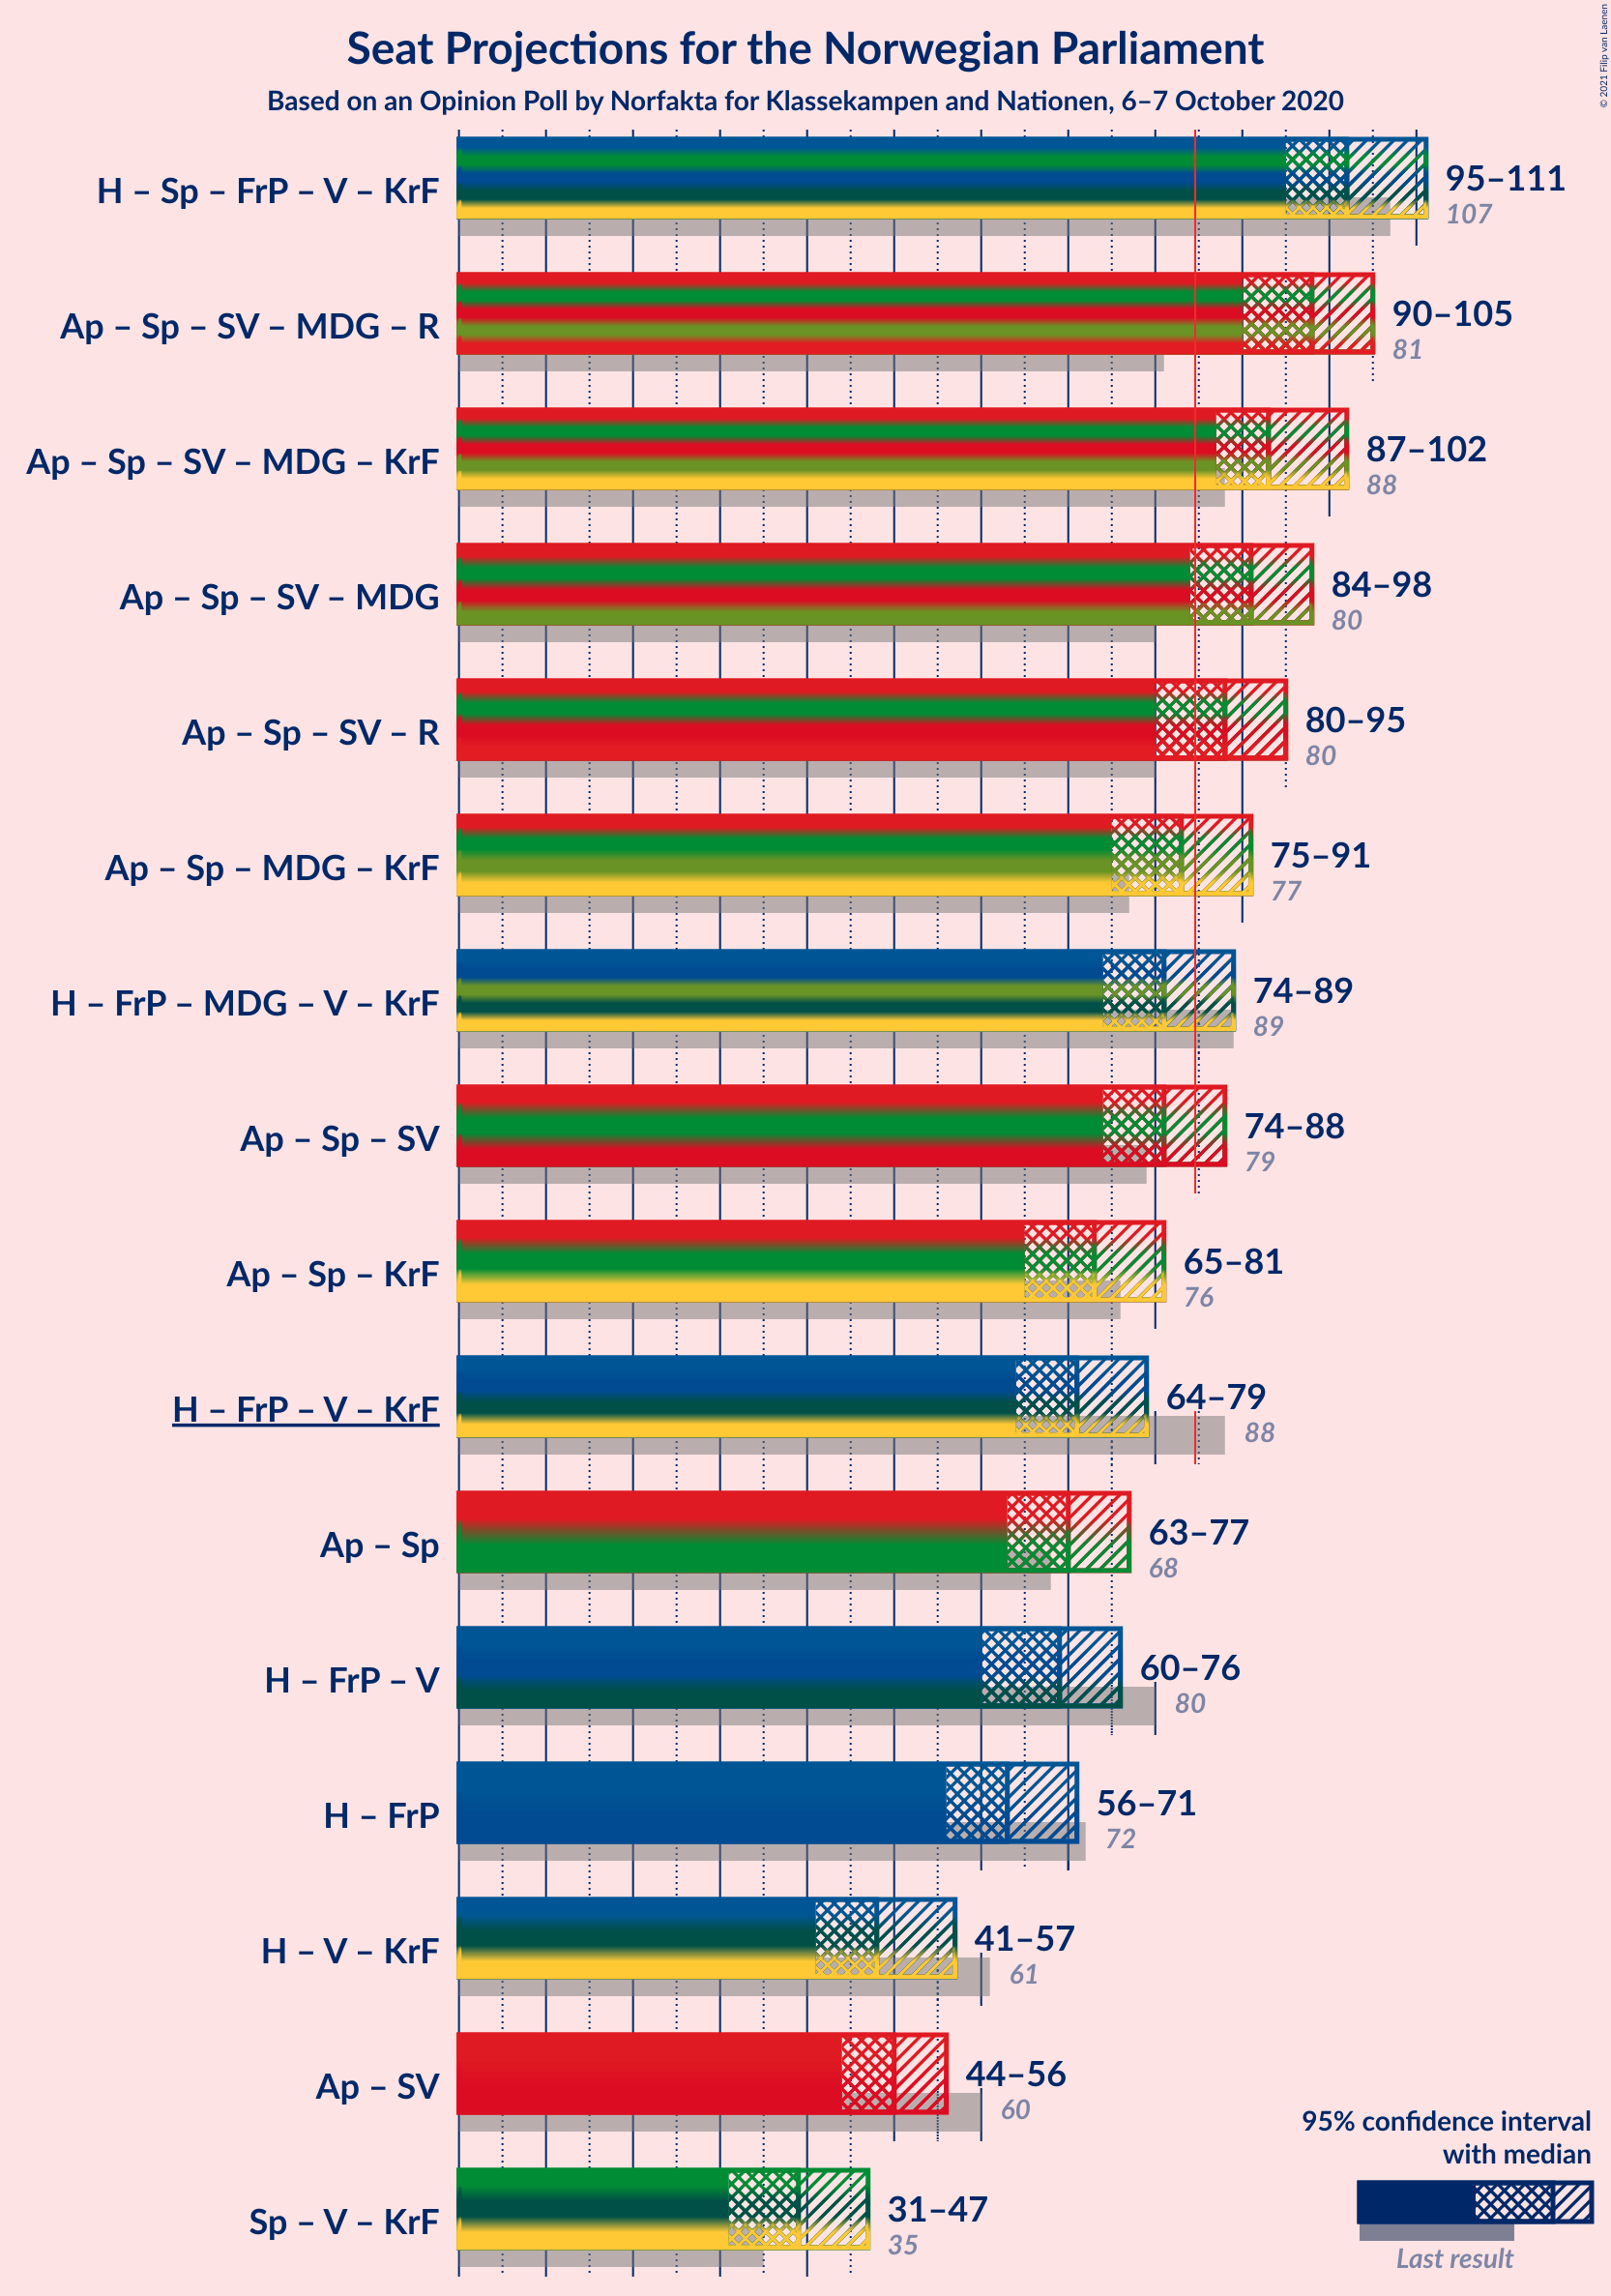 Seat Projections for the Norwegian Parliament
Based on an Opinion Poll by Norfakta for Klassekampen and Nationen, 6–7 October 2020
© 2021 Filip van Laenen
H – Sp – FrP – V – KrF
95–111
107
Ap – Sp – SV – MDG – R
90–105
81
Ap – Sp – SV – MDG – KrF
87–102
88
Ap – Sp – SV – MDG
84–98
80
Ap – Sp – SV – R
80–95
80
Ap – Sp – MDG – KrF
75–91
77
H – FrP – MDG – V – KrF
74–89
89
Ap – Sp – SV
74–88
79
Ap – Sp – KrF
65–81
76
H – FrP – V – KrF
64–79
88
Ap – Sp
63–77
68
H – FrP – V
60–76
80
H – FrP
56–71
72
H – V – KrF
41–57
61
Ap – SV
44–56
60
Sp – V – KrF
31–47
35
95% confidence interval
with median
Last result